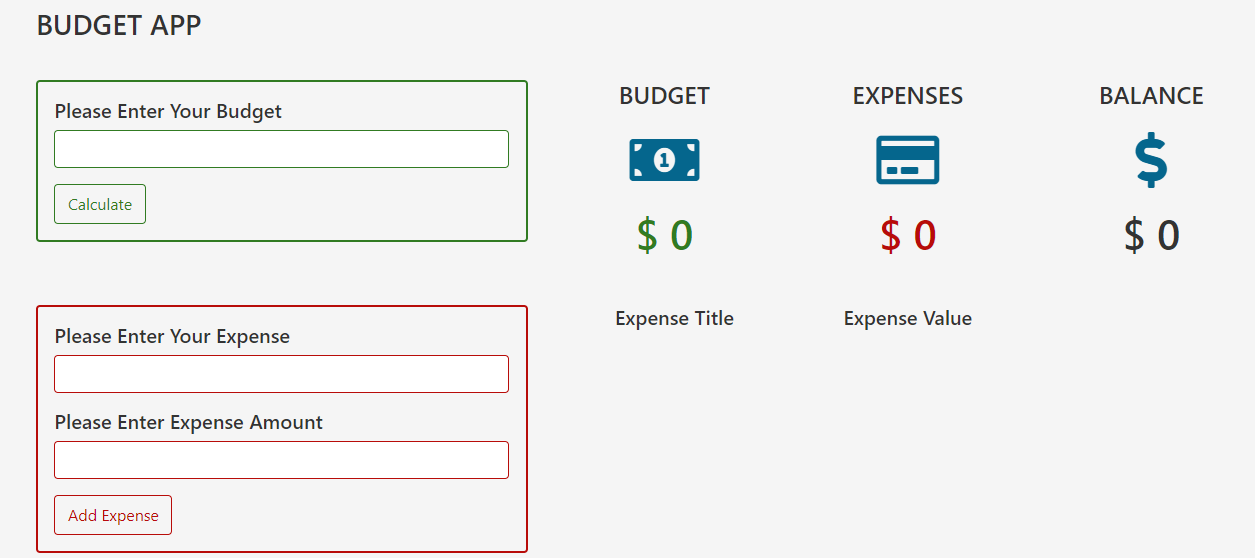 BUDGET APP
Please Enter Your Budget
Calculate
BUDGET
EXPENSES
BALANCE
1
$
$ 0
$ 0
$ 0
Please Enter Your Expense
Please Enter Expense Amount
Add Expense
Expense Title
Expense Value